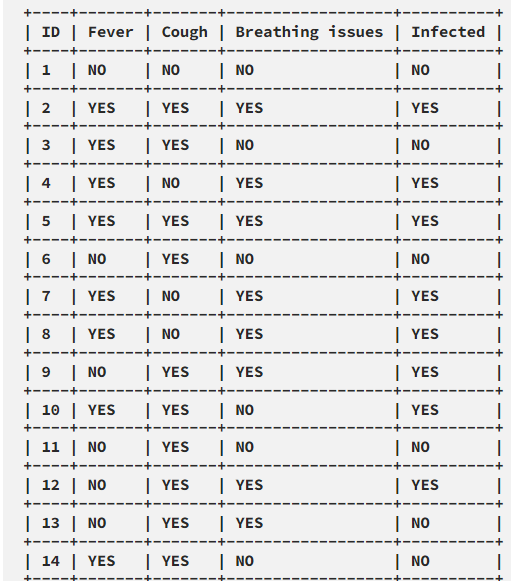 +----+-------+-------+------------------+----------+
| ID | Fever | Cough | Breathing issues | Infected |
+----+-------+-------+------------------+----------+
| 1  | NO    | NO    | NO               | NO       |
+----+-------+-------+------------------+----------+
| 2  | YES   | YES   | YES              | YES      |
+----+-------+-------+------------------+----------+
| 3  | YES   | YES   | NO               | NO       |
+----+-------+-------+------------------+----------+
| 4  | YES   | NO    | YES              | YES      |
+----+-------+-------+------------------+----------+
| 5  | YES   | YES   | YES              | YES      |
+----+-------+-------+------------------+----------+
| 6  | NO    | YES   | NO               | NO       |
+----+-------+-------+------------------+----------+
| 7  | YES   | NO    | YES              | YES      |
+----+-------+-------+------------------+----------+
| 8  | YES   | NO    | YES              | YES      |
+----+-------+-------+------------------+----------+
| 9  | NO    | YES   | YES              | YES      |
+----+-------+-------+------------------+----------+
| 10 | YES   | YES   | NO               | YES      |
+----+-------+-------+------------------+----------+
| 11 | NO    | YES   | NO               | NO       |
+----+-------+-------+------------------+----------+
| 12 | NO    | YES   | YES              | YES      |
+----+-------+-------+------------------+----------+
| 13 | NO    | YES   | YES              | NO       |
+----+-------+-------+------------------+----------+
| 14 | YES   | YES   | NO               | NO       |
+----+-------+-------+------------------+----------+